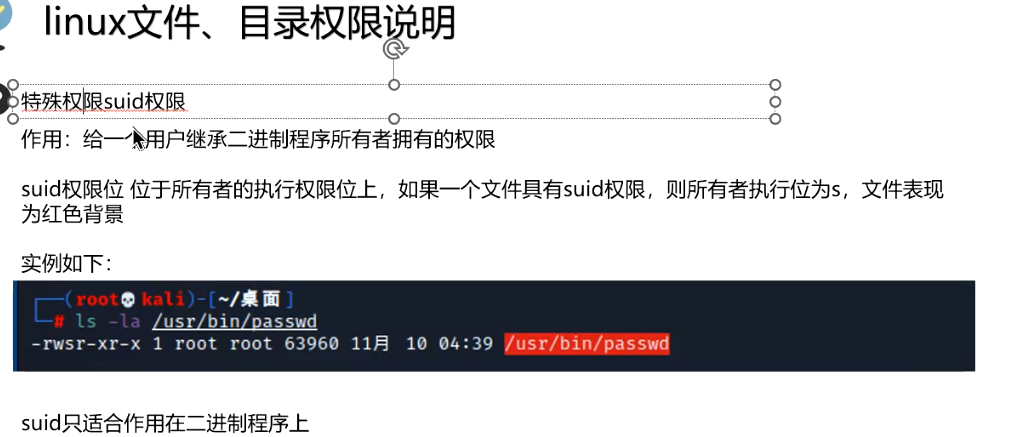 linux文件、目录权限说明
特殊权限suid权限
作用：给一个用户继承二进制程序所有者拥有的权限
suid权限位 位于所有者的执行权限位上，如果一个文件具有suid权限，则所有者执行位为s，文件表现
为红色背景
实例如下：
┌──(root💀kali)-[~/桌面]
└─# ls -la /usr/bin/passwd
-rwsr-xr-x 1 root root 63960 11月 10 04:39 /usr/bin/passwd
suid只适合作用在二进制程序上